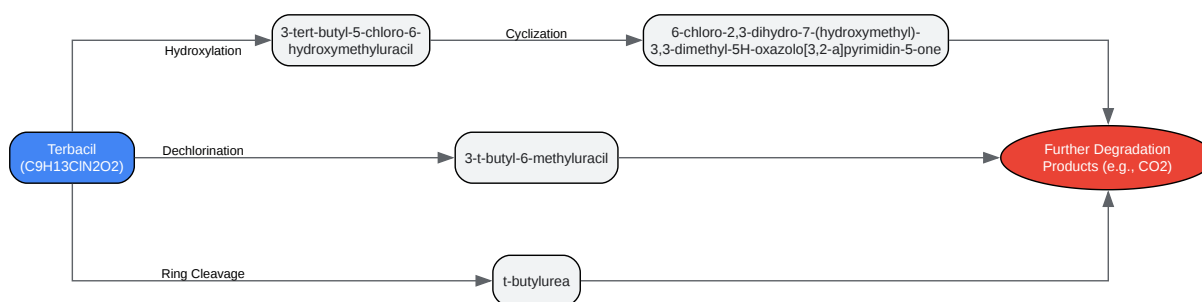 3-tert-butyl-5-chloro-6-
hydroxymethyluracil
Hydroxylation
Cyclization
6-chloro-2,3-dihydro-7-(hydroxymethyl)-
3,3-dimethyl-5H-oxazolo[3,2-a]pyrimidin-5-one
Terbacil
(C9H13ClN2O2)
Dechlorination
3-t-butyl-6-methyluracil
Further Degradation
Products (e.g., CO2)
Ring Cleavage
t-butylurea